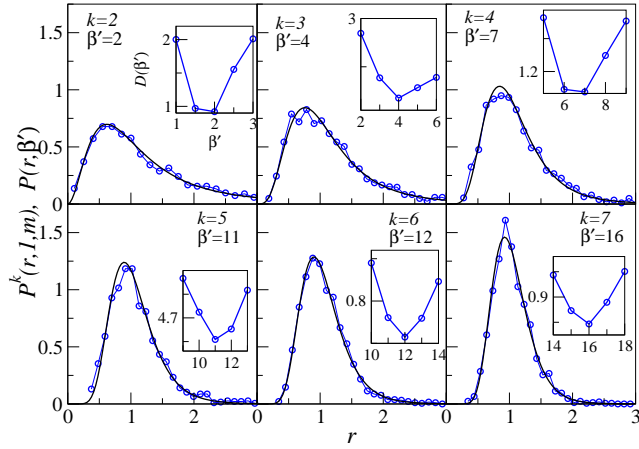 k=2
β′=2
k=3
β′=4
k=4
β′=7
1.5
1
0.5
0
2
1
D(β′)
1 2 3
β′
3
2 4 6
1.2
6 8
k=5
β′=11
k=6
β′=12
k=7
β′=16
1.5
1
0.5
0
4.7
10 12
0.8
10 12 14
0.9
14 16 18
0 1 2 0 1 2 0 1 2 3
r
P^k(r,1,m), P(r,β′)